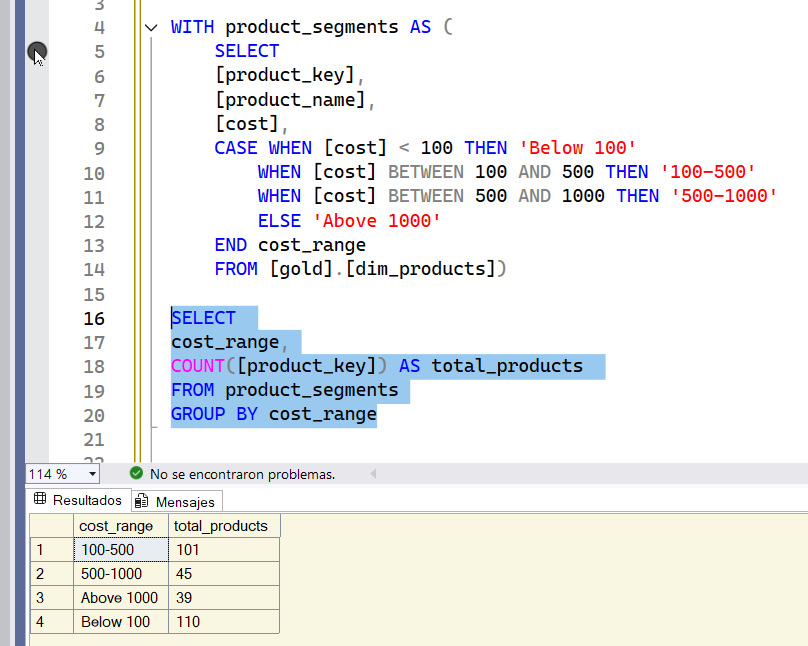 3
4 WITH product_segments AS (
5 SELECT
6 [product_key],
7 [product_name],
8 [cost],
9 CASE WHEN [cost] < 100 THEN 'Below 100'
10 WHEN [cost] BETWEEN 100 AND 500 THEN '100-500'
11 WHEN [cost] BETWEEN 500 AND 1000 THEN '500-1000'
12 ELSE 'Above 1000'
13 END cost_range
14 FROM [gold].[dim_products])
15
16 SELECT
17 cost_range,
18 COUNT([product_key]) AS total_products
19 FROM product_segments
20 GROUP BY cost_range
21
22
114 % No se encontraron problemas.
Resultados Mensajes
cost_range total_products
1 100-500 101
2 500-1000 45
3 Above 1000 39
4 Below 100 110